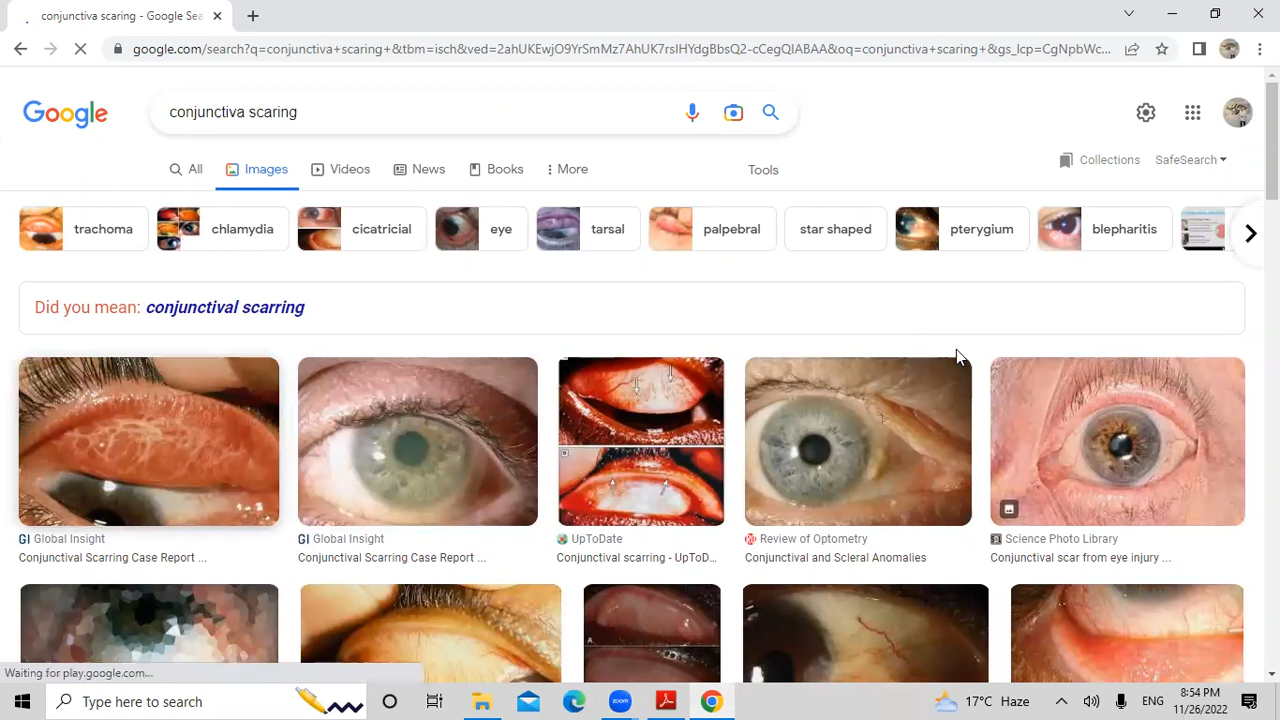 conjunctiva scaring - Google Sea
google.com/search?q=conjunctiva+scaring+&tbm=isch&ved=2ahUKEwjO9YrSmMz7AhUK7rsIHYdgBbsQ2-cCegQIABAA&oq=conjunctiva+scaring+&gs_lcp=CgNpbWc...
Google
conjunctiva scaring
All Images Videos News Books More Tools
Collections SafeSearch
trachoma chlamydia cicatricial eye tarsal palpebral star shaped pterygium blepharitis
Did you mean: conjunctival scarring
GI Global Insight
Conjunctival Scarring Case Report ...
GI Global Insight
Conjunctival Scarring Case Report ...
UpToDate
Conjunctival scarring - UpToD...
Review of Optometry
Conjunctival and Scleral Anomalies
Science Photo Library
Conjunctival scar from eye injury ...
A
Waiting for play.google.com...
Type here to search
zoom
17°C Haze
ENG
8:54 PM
11/26/2022